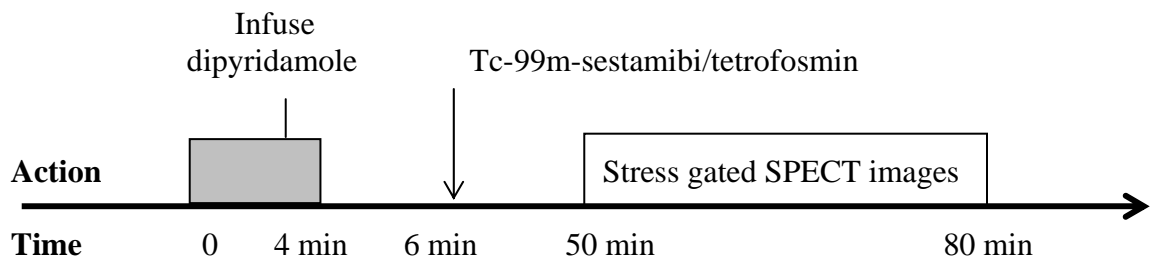 Infuse
dipyridamole
Tc-99m-sestamibi/tetrofosmin
Action
Stress gated SPECT images
Time 0 4 min 6 min 50 min 80 min